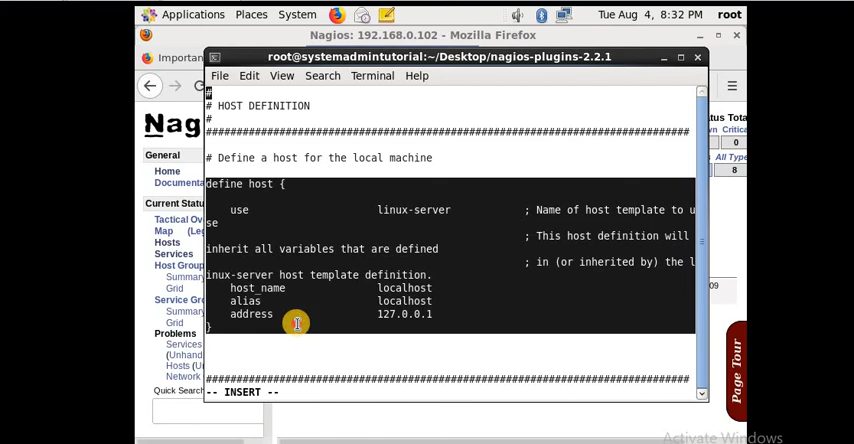 Applications Places System
Tue Aug 4, 8:32 PM root
Nagios: 192.168.0.102 - Mozilla Firefox
Important
root@systemadmintutorial:~/Desktop/nagios-plugins-2.2.1
File Edit View Search Terminal Help
#
# HOST DEFINITION
#
################################################################################
# Define a host for the local machine
define host {
use linux-server ; Name of host template to u
se
; This host definition will
inherit all variables that are defined
; in (or inherited by) the l
inux-server host template definition.
host_name localhost
alias localhost
address 127.0.0.1
}
################################################################################
-- INSERT --
Nag
General
Home
Documenta
Current Statu
Tactical Ove
Map (Leg
Hosts
Services
Host Group
Summary
Grid
Service Gro
Summar
Grid
Problems
Services
(Unhand
Hosts (U
Network
Quick Search
tus Tota
wn Critica
0
All Type
8
09
Page Tour
Activate Windows